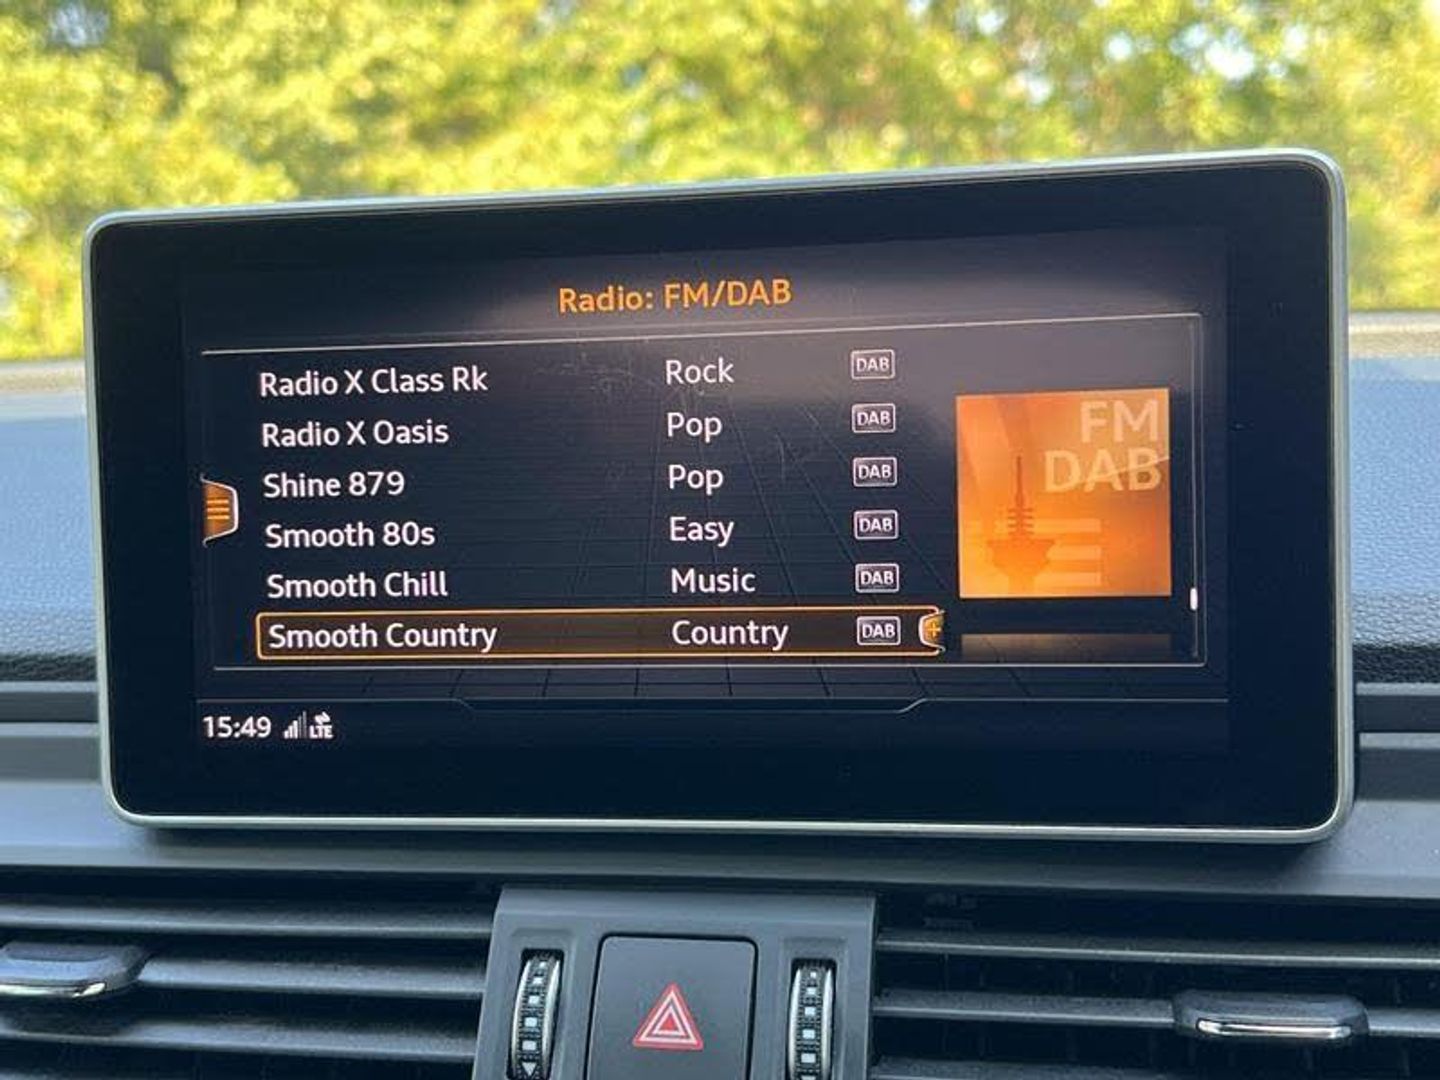 Radio: FM/DAB
Radio X Class Rk Rock DAB
Radio X Oasis Pop DAB
Shine 879 Pop DAB
Smooth 80s Easy DAB
Smooth Chill Music DAB
Smooth Country Country DAB
FM
DAB
15:49 LTE